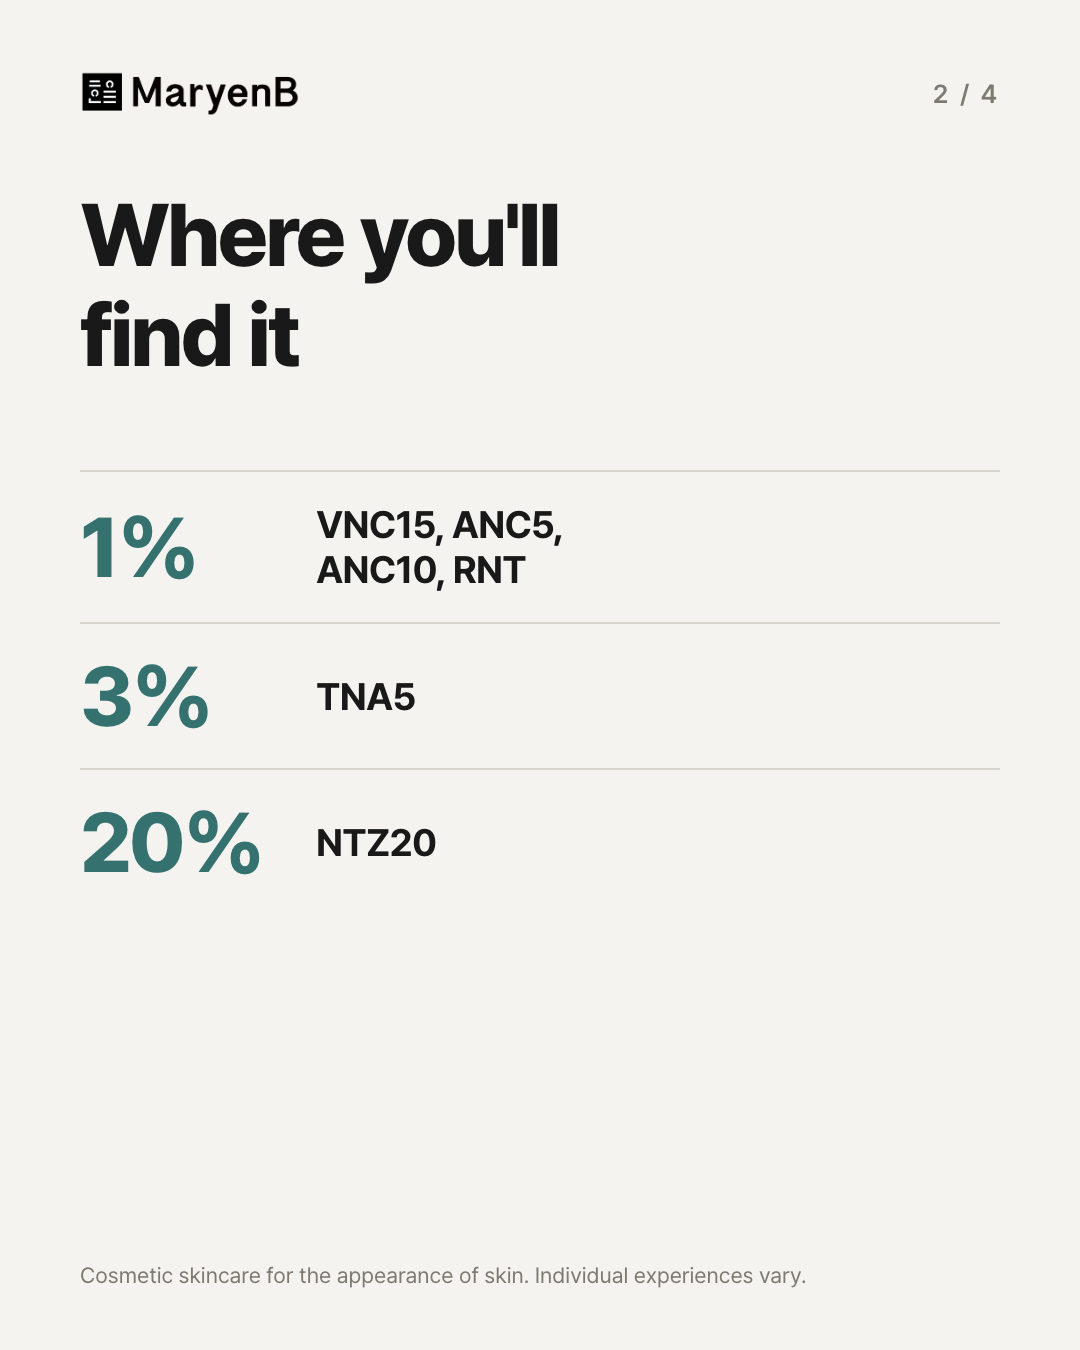 MaryenB
2 / 4
Where you'll
find it
1%
VNC15, ANC5,
ANC10, RNT
3%
TNA5
20%
NTZ20
Cosmetic skincare for the appearance of skin. Individual experiences vary.